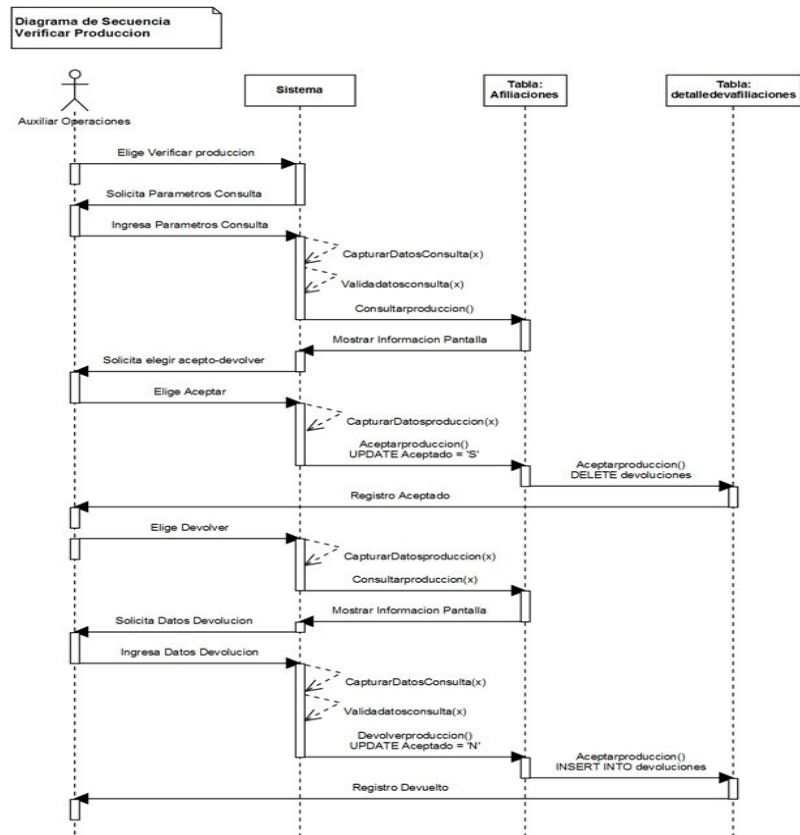 Diagrama de Secuencia
Verificar Produccion
Auxiliar Operaciones
Sistema
Tabla:
Afiliaciones
Tabla:
detalledevafiliaciones
Elige Verificar produccion
Solicita Parametros Consulta
Ingresa Parametros Consulta
CapturarDatosConsulta(x)
Validadatosconsulta(x)
Consultarproduccion()
Mostrar Informacion Pantalla
Solicita elegir acepto-devolver
Elige Aceptar
CapturarDatosproduccion(x)
Aceptarproduccion()
UPDATE Aceptado = 'S'
Aceptarproduccion()
DELETE devoluciones
Registro Aceptado
Elige Devolver
CapturarDatosproduccion(x)
Consultarproduccion(x)
Mostrar Informacion Pantalla
Solicita Datos Devolucion
Ingresa Datos Devolucion
CapturarDatosConsulta(x)
Validadatosconsulta(x)
Devolverproduccion()
UPDATE Aceptado = 'N'
Aceptarproduccion()
INSERT INTO devoluciones
Registro Devuelto